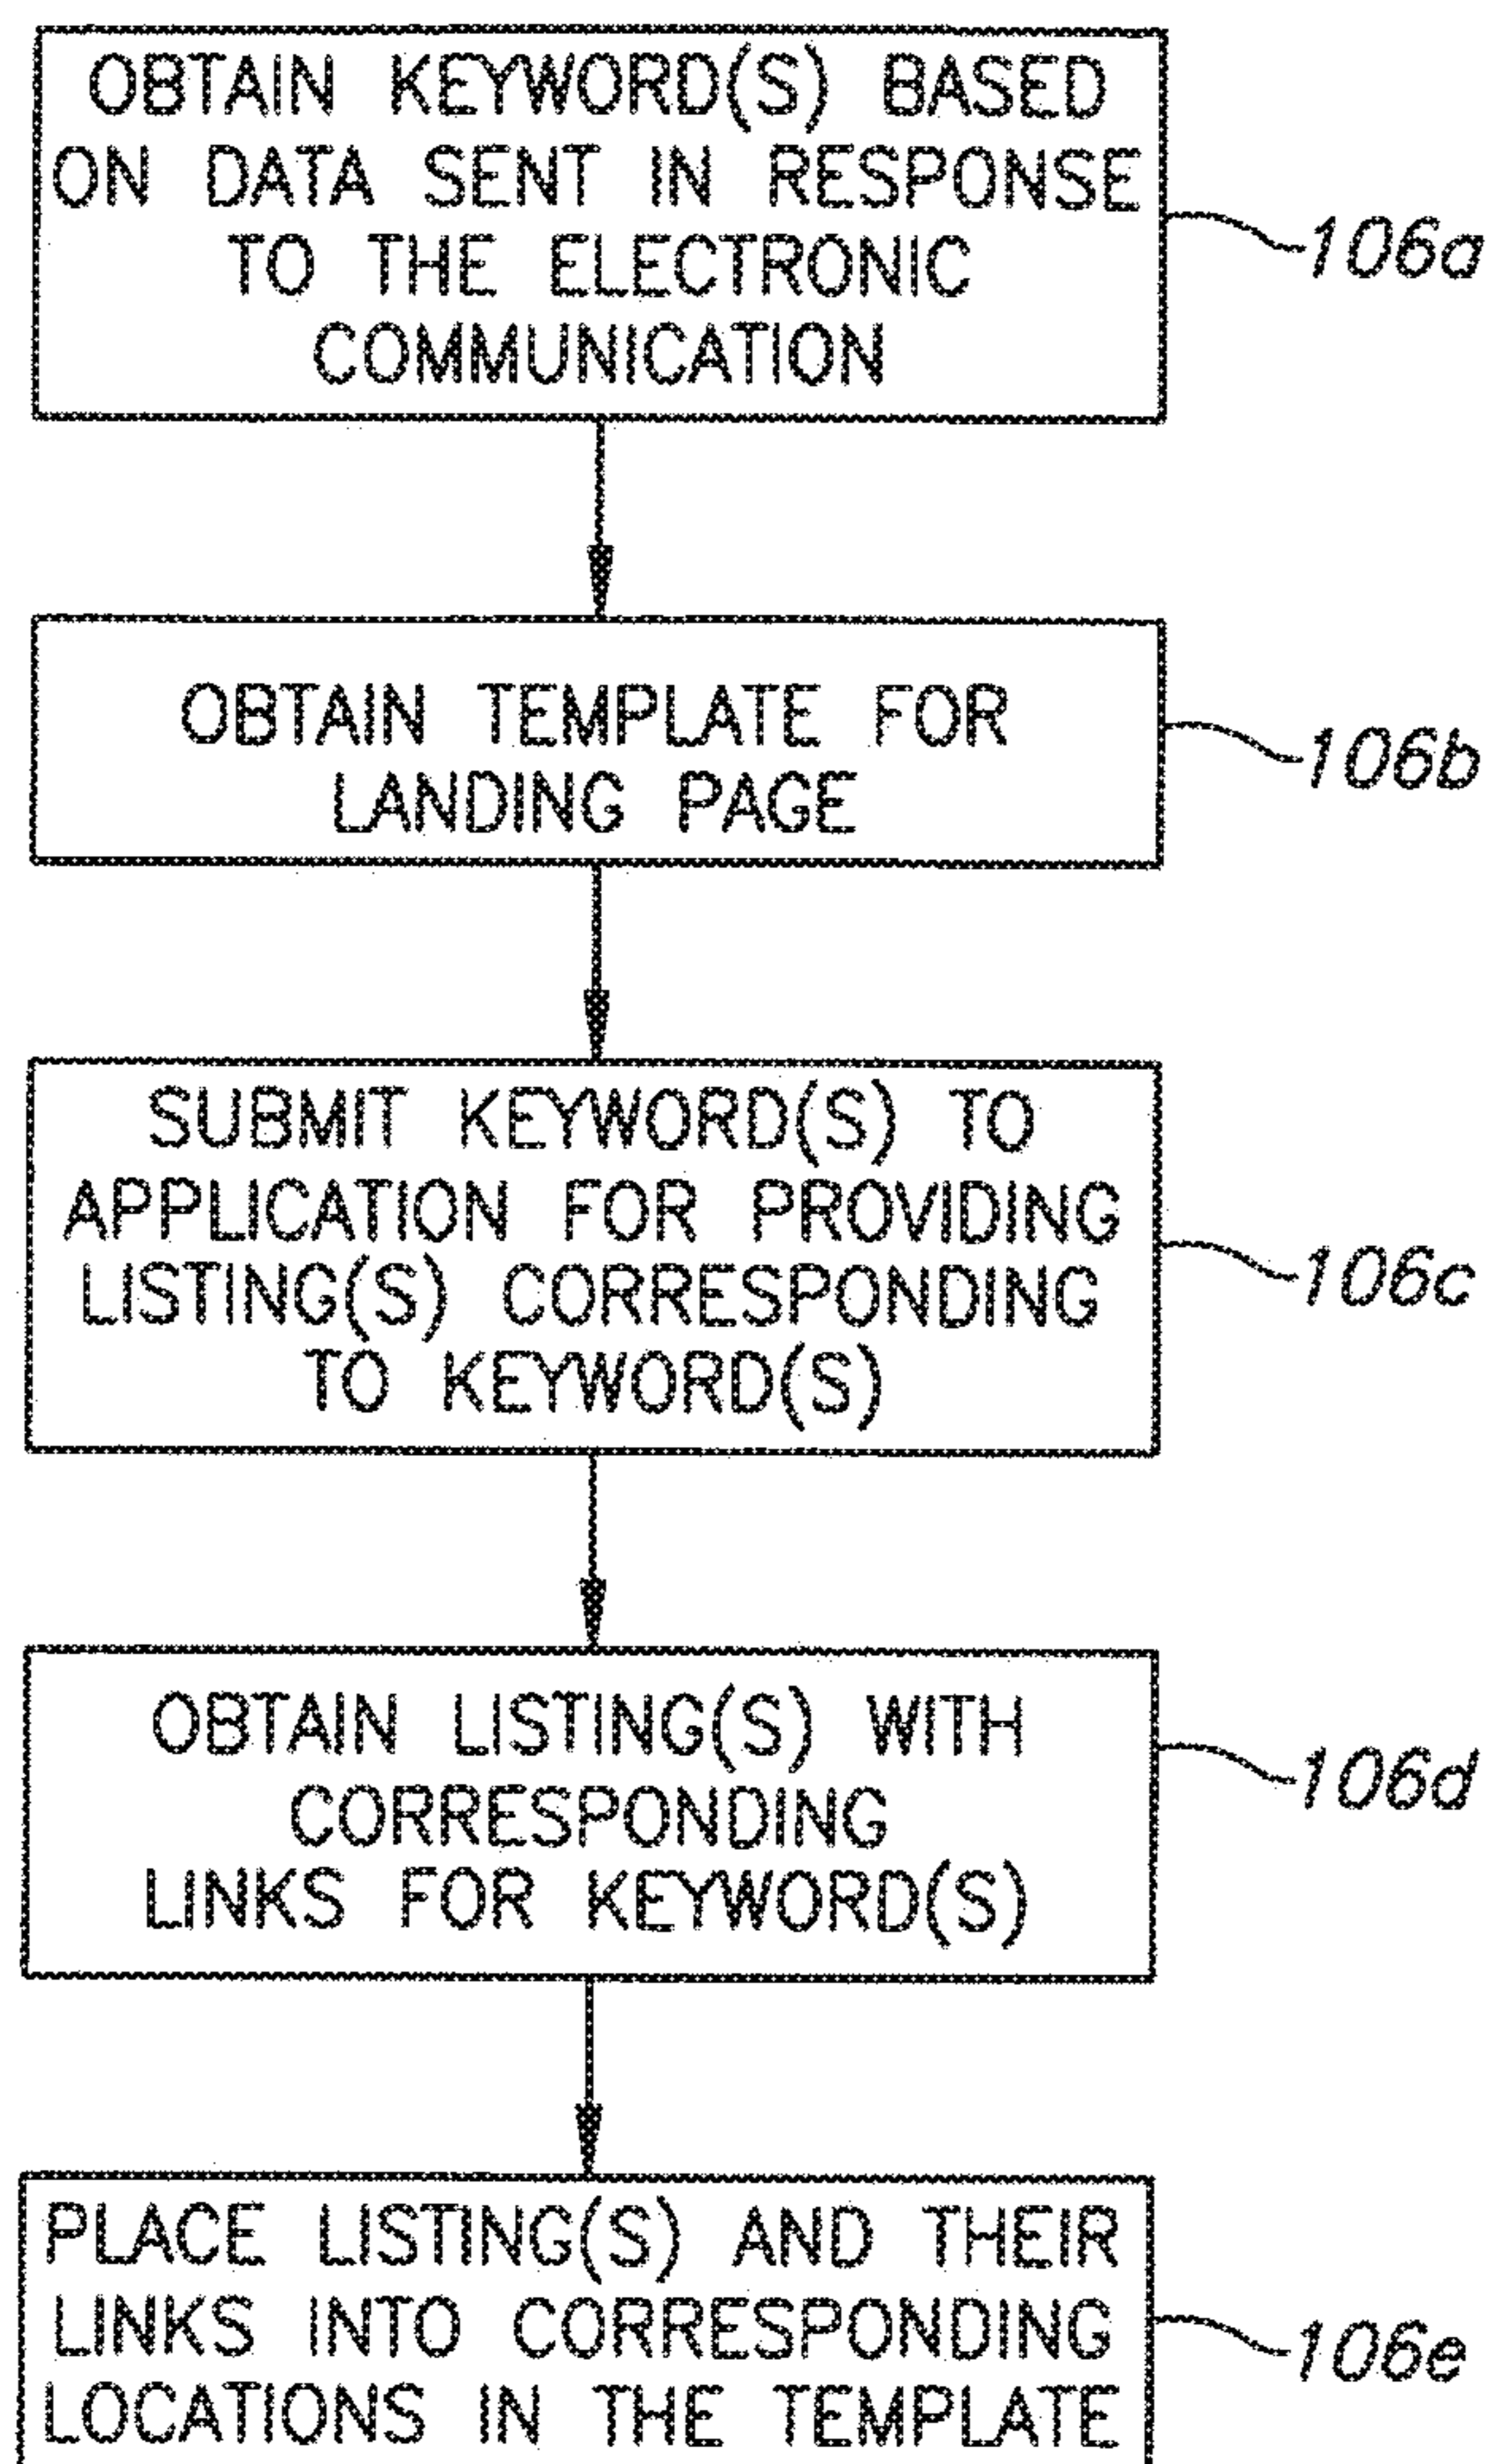 OBTAIN KEYWORD(S) BASED
ON DATA SENT IN RESPONSE
TO THE ELECTRONIC
COMMUNICATION
106a
OBTAIN TEMPLATE FOR
LANDING PAGE
106b
SUBMIT KEYWORD(S) TO
APPLICATION FOR PROVIDING
LISTING(S) CORRESPONDING
TO KEYWORD(S)
106c
OBTAIN LISTING(S) WITH
CORRESPONDING
LINKS FOR KEYWORD(S)
106d
PLACE LISTING(S) AND THEIR
LINKS INTO CORRESPONDING
LOCATIONS IN THE TEMPLATE
106e